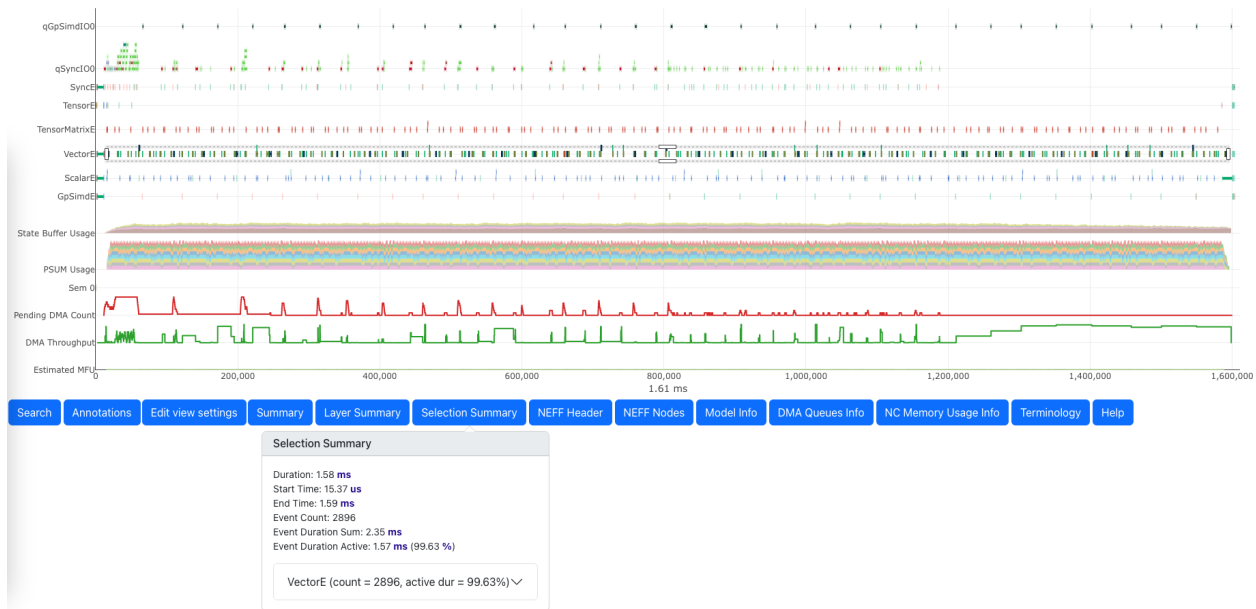 qGpSimdIO0
qSyncIO0
SyncE
TensorE
TensorMatrixE
VectorE
ScalarE
GpSimdE
State Buffer Usage
PSUM Usage
Sem 0
Pending DMA Count
DMA Throughput
Estimated MFU
0 200,000 400,000 600,000 800,000 1,000,000 1,200,000 1,400,000 1,600,000
1.61 ms
Search Annotations Edit view settings Summary Layer Summary Selection Summary NEFF Header NEFF Nodes Model Info DMA Queues Info NC Memory Usage Info Terminology Help
Selection Summary
Duration: 1.58 ms
Start Time: 15.37 us
End Time: 1.59 ms
Event Count: 2896
Event Duration Sum: 2.35 ms
Event Duration Active: 1.57 ms (99.63 %)
VectorE (count = 2896, active dur = 99.63%)